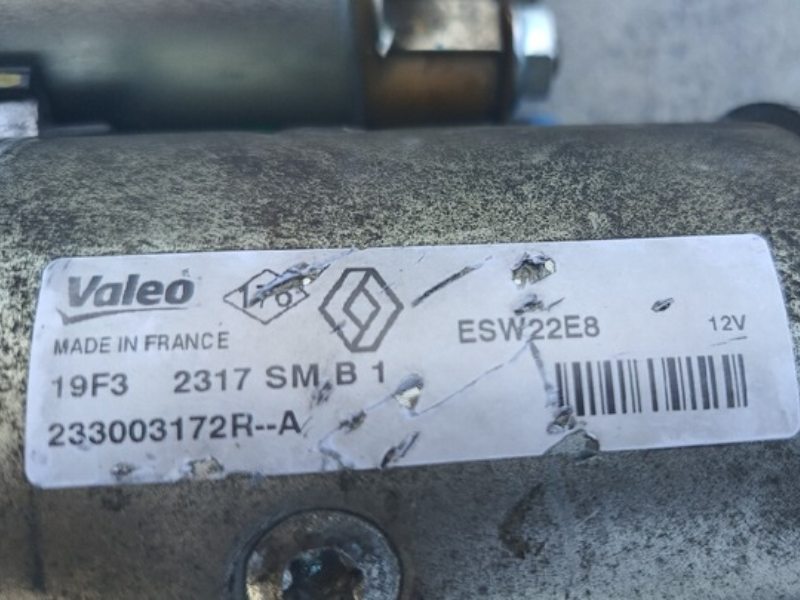 Valeo
MADE IN FRANCE
ESW22E8
12V
19F3 2317 SM B 1
233003172R--A